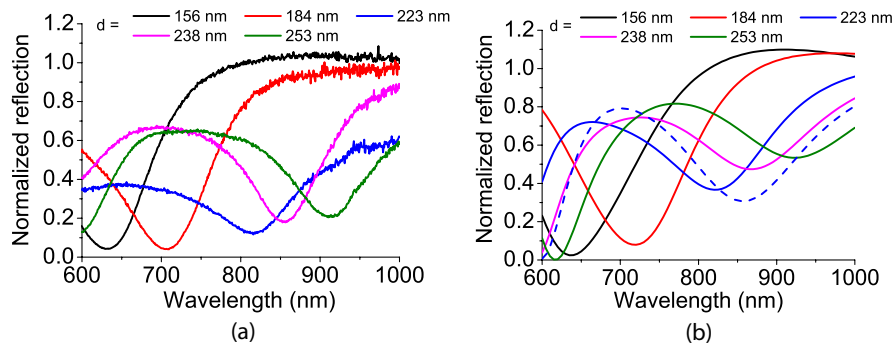 d = 156 nm 184 nm 223 nm
238 nm 253 nm
Normalized reflection
1.2
1.0
0.8
0.6
0.4
0.2
0.0
600 700 800 900 1000
Wavelength (nm)
(a)
d = 156 nm 184 nm 223 nm
238 nm 253 nm
Normalized reflection
1.2
1.0
0.8
0.6
0.4
0.2
0.0
600 700 800 900 1000
Wavelength (nm)
(b)